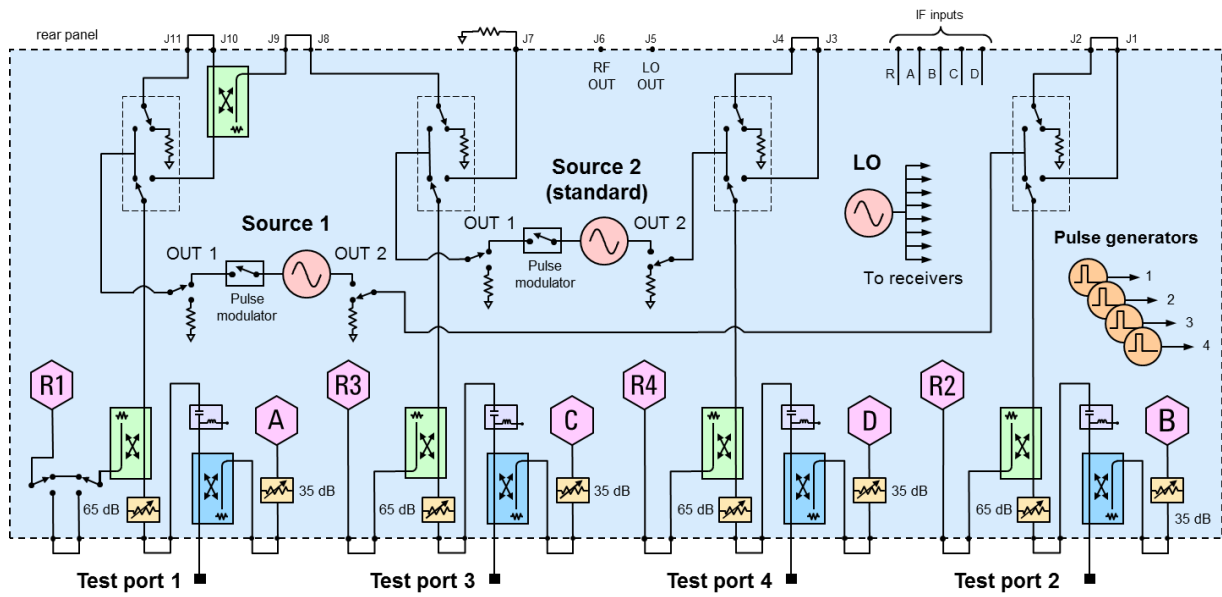 IF inputs
rear panel
J11
J10
J9
J8
J7
J6
J5
J4
J3
J2
J1
RF
OUT
LO
OUT
R
A
B
C
D
Source 2
(standard)
LO
Source 1
OUT 1
OUT 2
OUT 1
OUT 2
Pulse
modulator
Pulse
modulator
To receivers
Pulse generators
1
2
3
4
R1
A
R3
C
R4
D
R2
B
65 dB
35 dB
65 dB
35 dB
65 dB
35 dB
65 dB
35 dB
Test port 1
Test port 3
Test port 4
Test port 2